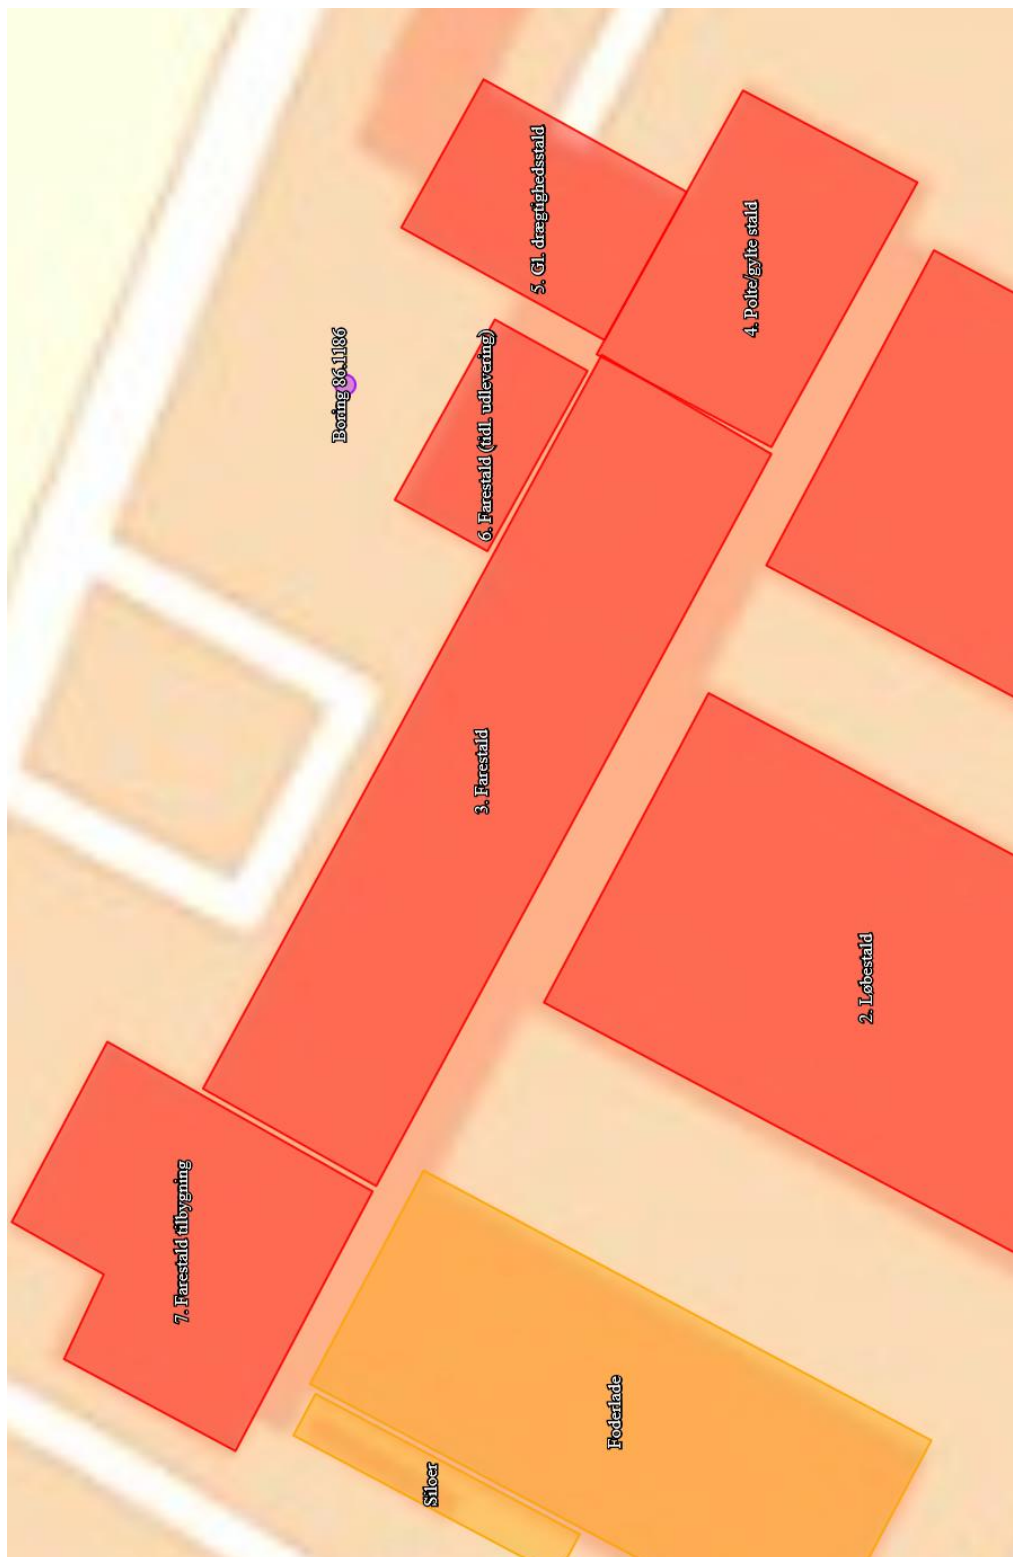 5. Gl. drægtighedsstald
4. Polte/gylte stald
Boring 86.1186
6. Farestald (tidl. udlevering)
3. Farestald
2. Løbestald
7. Farestald tilbygning
Foderlade
Siloer